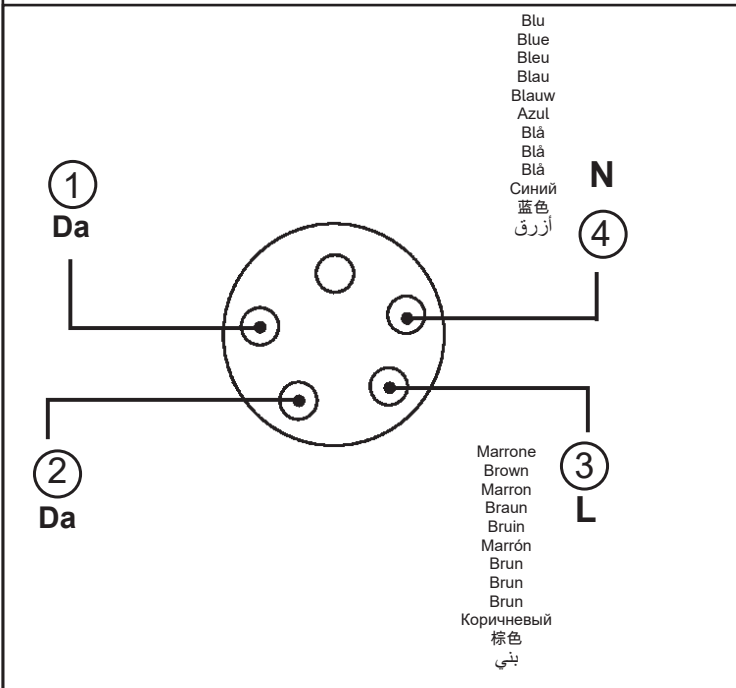 Blu
Blue
Bleu
Blau
Blauw
Azul
Blå
Blå
Blå
Синий
蓝色
أزرق
N
4
1
Da
2
Da
Marrone
Brown
Marron
Braun
Bruin
Marrón
Brun
Brun
Brun
Коричневый
棕色
بني
3
L